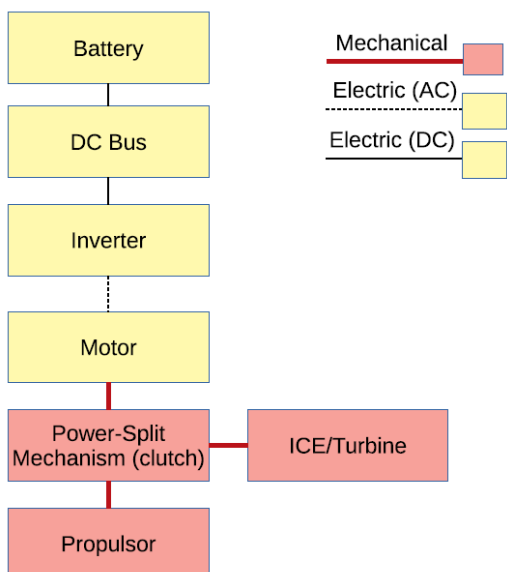 Battery
DC Bus
Inverter
Motor
Power-Split
Mechanism (clutch)
ICE/Turbine
Propulsor
Mechanical
Electric (AC)
Electric (DC)